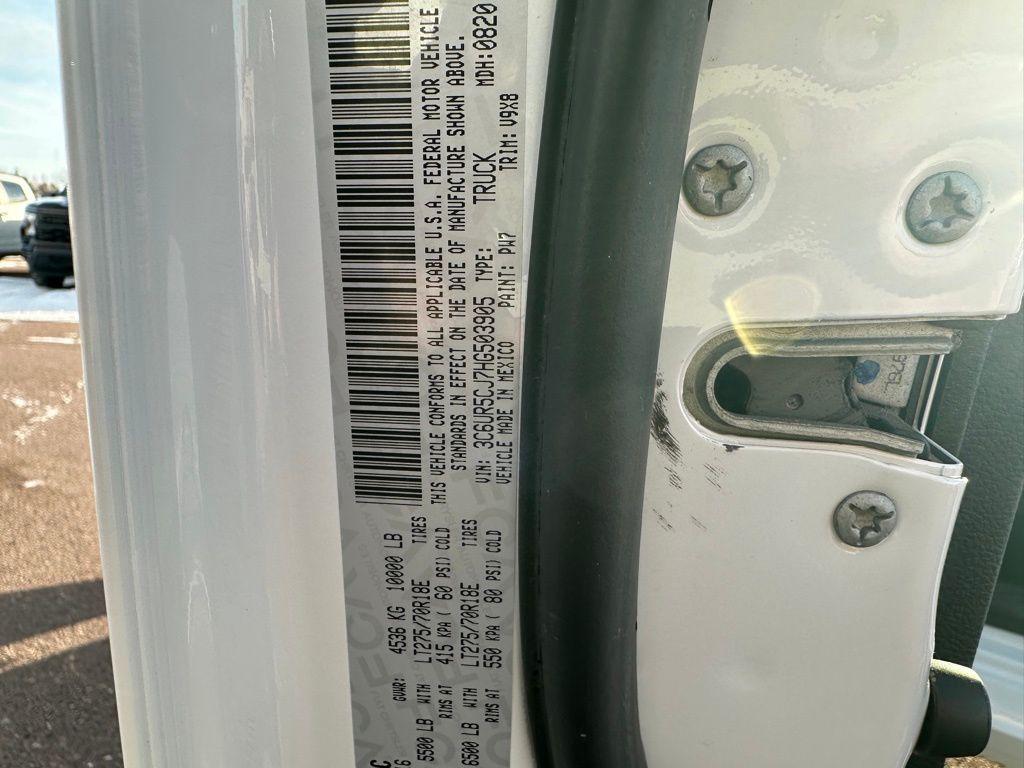 THIS VEHICLE CONFORMS TO ALL APPLICABLE U.S.A. FEDERAL MOTOR VEHICLE
STANDARDS IN EFFECT ON THE DATE OF MANUFACTURE SHOWN ABOVE.
VIN: 3C6UR5CJ7HG503905 TYPE: TRUCK MDH:0820
VEHICLE MADE IN MEXICO PAINT: PW7 TRIM: V9X8
GVWR: 4536 KG 10000 LB
5500 LB WITH LT275/70R18E TIRES
RIMS AT 415 KPA ( 60 PSI) COLD
6500 LB WITH LT275/70R18E TIRES
RIMS AT 550 KPA ( 80 PSI) COLD